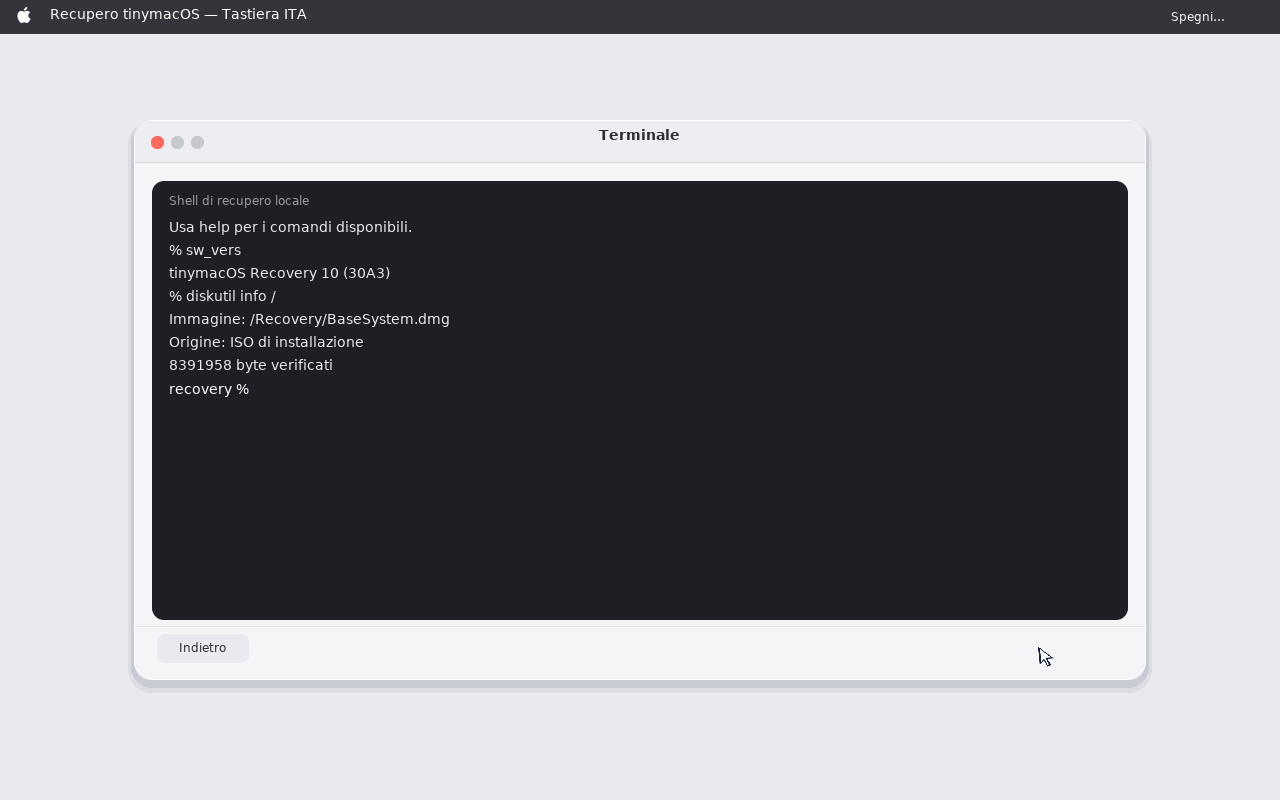 Recupero tinymacOS — Tastiera ITA
Spegni...
Terminale
Shell di recupero locale
Usa help per i comandi disponibili.
% sw_vers
tinymacOS Recovery 10 (30A3)
% diskutil info /
Immagine: /Recovery/BaseSystem.dmg
Origine: ISO di installazione
8391958 byte verificati
recovery %
Indietro